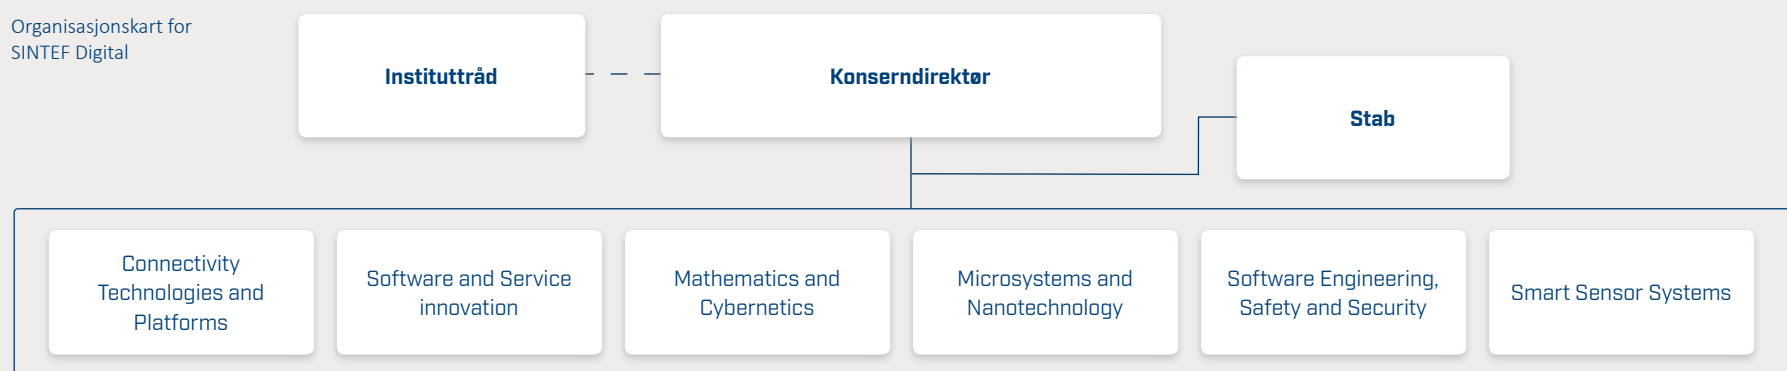 Organisasjonskart for
SINTEF Digital
Instituttråd
Konserndirektør
Stab
Connectivity
Technologies and
Platforms
Software and Service
innovation
Mathematics and
Cybernetics
Microsystems and
Nanotechnology
Software Engineering,
Safety and Security
Smart Sensor Systems